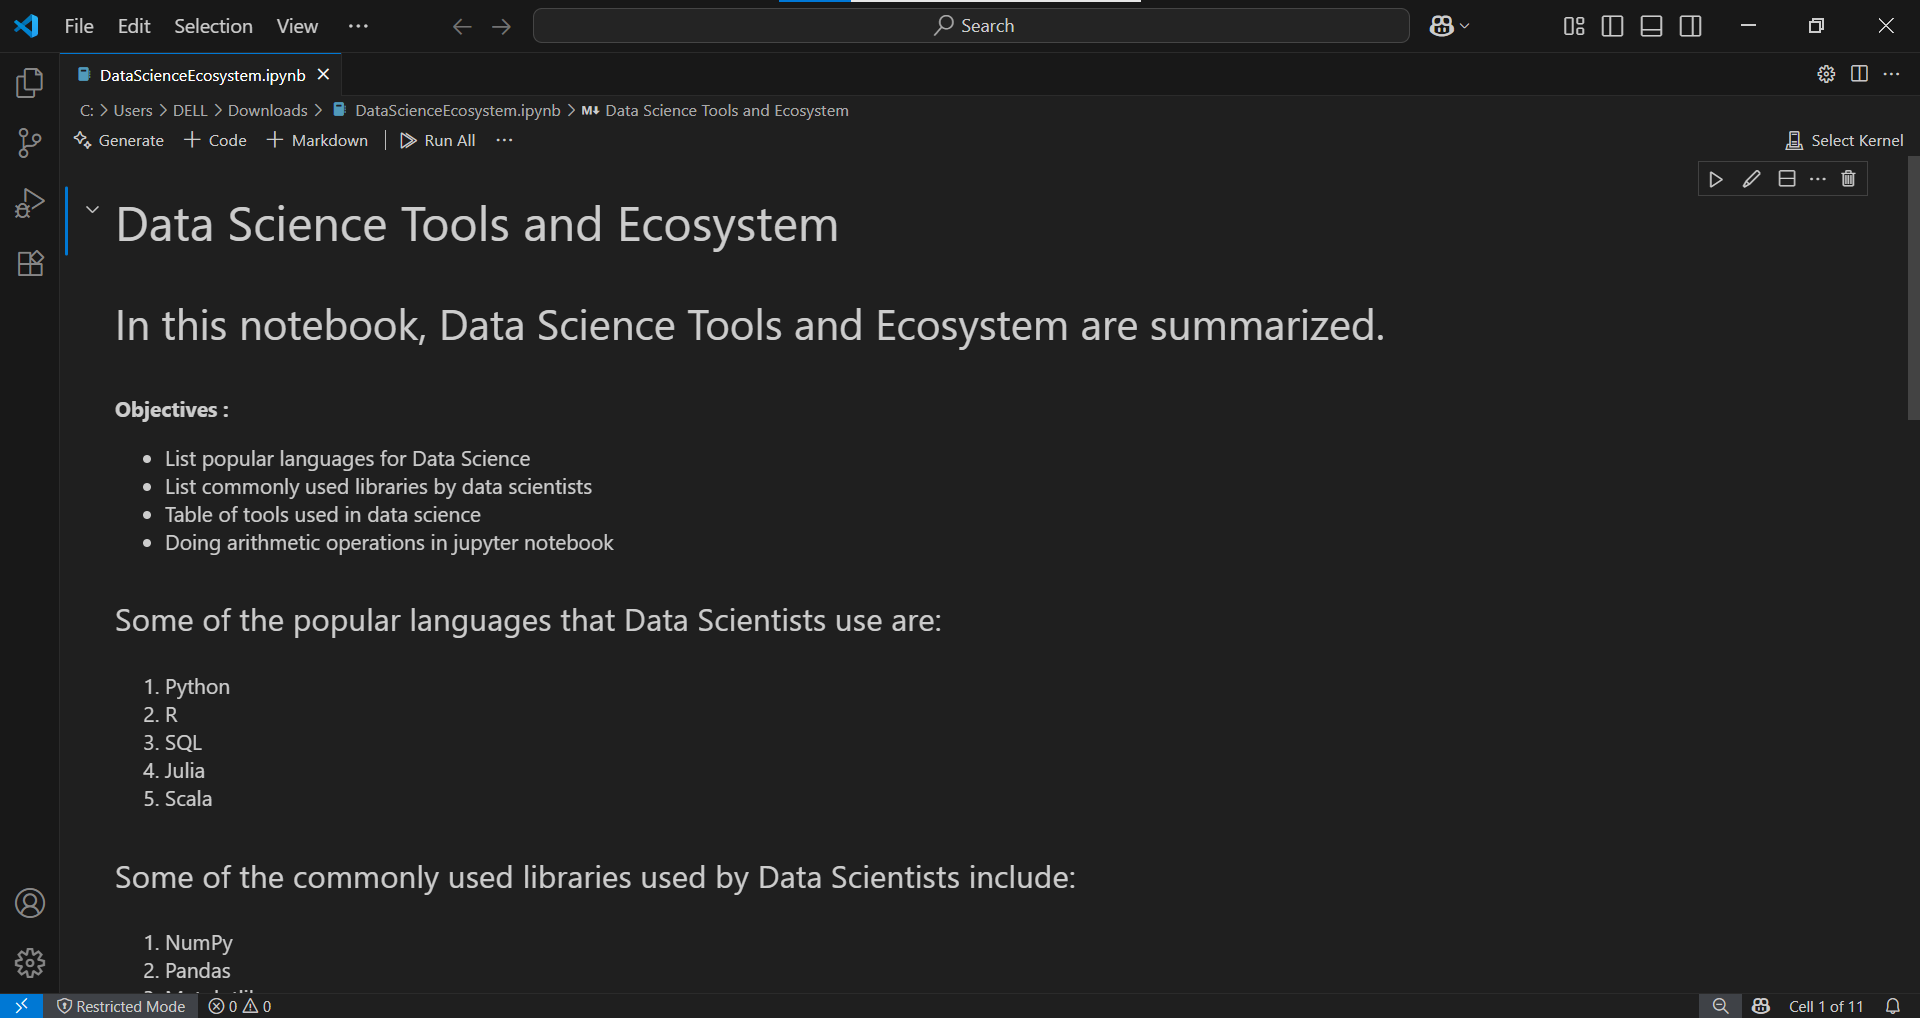 File Edit Selection View ··· Search
DataScienceEcosystem.ipynb
C: > Users > DELL > Downloads > DataScienceEcosystem.ipynb > M↓ Data Science Tools and Ecosystem
Generate + Code + Markdown | Run All ··· Select Kernel
Data Science Tools and Ecosystem
In this notebook, Data Science Tools and Ecosystem are summarized.
Objectives :
• List popular languages for Data Science
• List commonly used libraries by data scientists
• Table of tools used in data science
• Doing arithmetic operations in jupyter notebook
Some of the popular languages that Data Scientists use are:
1. Python
2. R
3. SQL
4. Julia
5. Scala
Some of the commonly used libraries used by Data Scientists include:
1. NumPy
2. Pandas
Restricted Mode 0 0 Cell 1 of 11